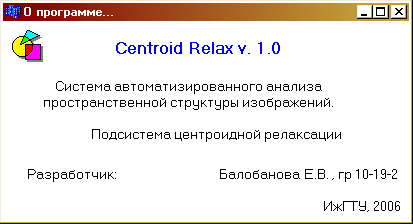 О программе...
Centroid Relax v. 1.0
Система автоматизированного анализа
пространственной структуры изображений.
Подсистема центроидной релаксации
Разработчик: Балобанова Е.В. , гр 10-19-2
ИжГТУ, 2006